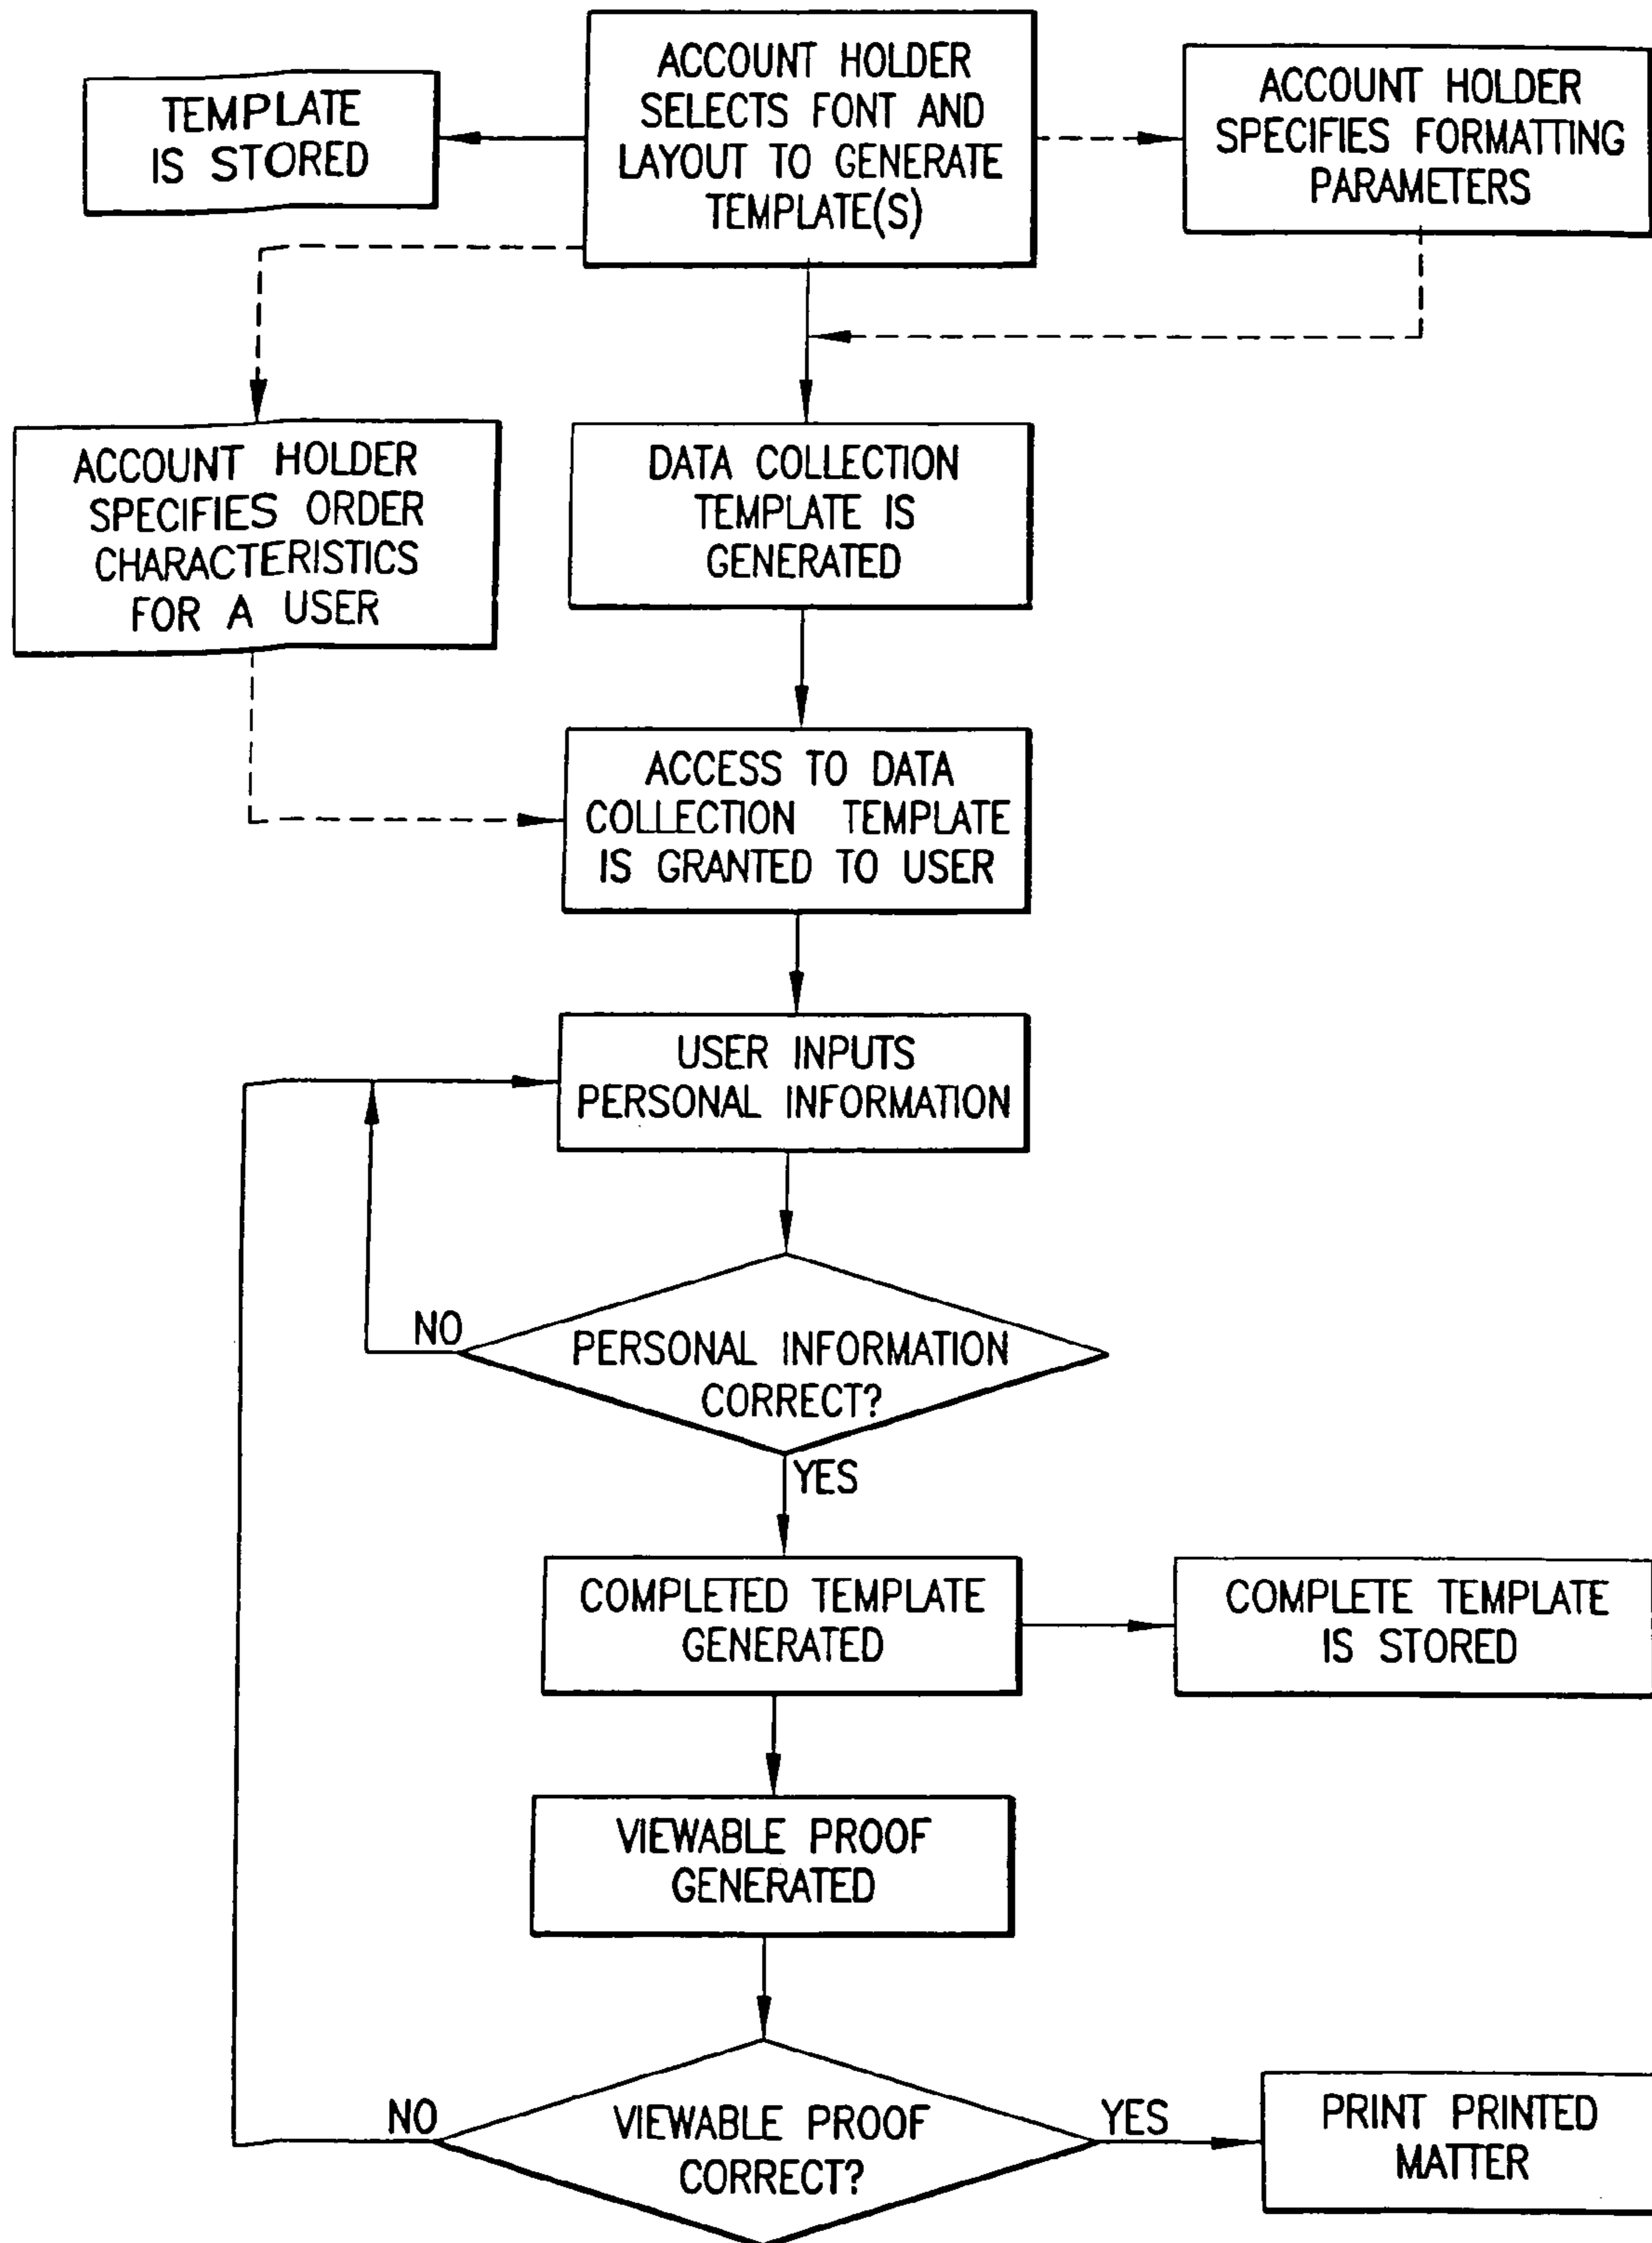 ACCOUNT HOLDER
SELECTS FONT AND
LAYOUT TO GENERATE
TEMPLATE(S)
TEMPLATE
IS STORED
ACCOUNT HOLDER
SPECIFIES FORMATTING
PARAMETERS
ACCOUNT HOLDER
SPECIFIES ORDER
CHARACTERISTICS
FOR A USER
DATA COLLECTION
TEMPLATE IS
GENERATED
ACCESS TO DATA
COLLECTION TEMPLATE
IS GRANTED TO USER
USER INPUTS
PERSONAL INFORMATION
NO
PERSONAL INFORMATION
CORRECT?
YES
COMPLETED TEMPLATE
GENERATED
COMPLETE TEMPLATE
IS STORED
VIEWABLE PROOF
GENERATED
NO
VIEWABLE PROOF
CORRECT?
YES
PRINT PRINTED
MATTER